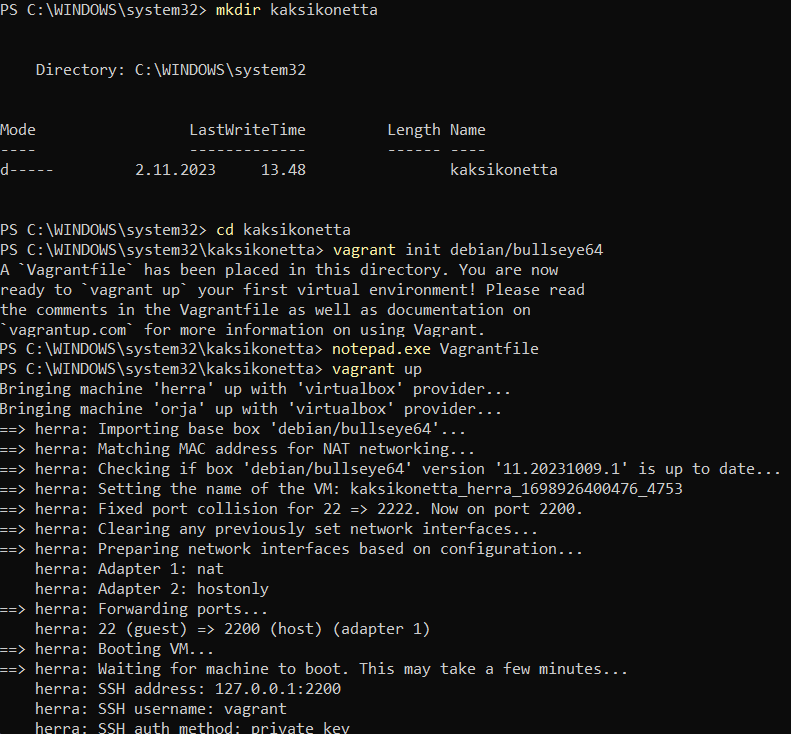 PS C:\WINDOWS\system32> mkdir kaksikonetta
Directory: C:\WINDOWS\system32
Mode                LastWriteTime         Length Name
----                -------------         ------ ----
d-----        2.11.2023     13.48                kaksikonetta
PS C:\WINDOWS\system32> cd kaksikonetta
PS C:\WINDOWS\system32\kaksikonetta> vagrant init debian/bullseye64
A `Vagrantfile` has been placed in this directory. You are now
ready to `vagrant up` your first virtual environment! Please read
the comments in the Vagrantfile as well as documentation on
`vagrantup.com` for more information on using Vagrant.
PS C:\WINDOWS\system32\kaksikonetta> notepad.exe Vagrantfile
PS C:\WINDOWS\system32\kaksikonetta> vagrant up
Bringing machine 'herra' up with 'virtualbox' provider...
Bringing machine 'orja' up with 'virtualbox' provider...
==> herra: Importing base box 'debian/bullseye64'...
==> herra: Matching MAC address for NAT networking...
==> herra: Checking if box 'debian/bullseye64' version '11.20231009.1' is up to date...
==> herra: Setting the name of the VM: kaksikonetta_herra_1698926400476_4753
==> herra: Fixed port collision for 22 => 2222. Now on port 2200.
==> herra: Clearing any previously set network interfaces...
==> herra: Preparing network interfaces based on configuration...
herra: Adapter 1: nat
herra: Adapter 2: hostonly
==> herra: Forwarding ports...
herra: 22 (guest) => 2200 (host) (adapter 1)
==> herra: Booting VM...
==> herra: Waiting for machine to boot. This may take a few minutes...
herra: SSH address: 127.0.0.1:2200
herra: SSH username: vagrant
herra: SSH auth method: private key